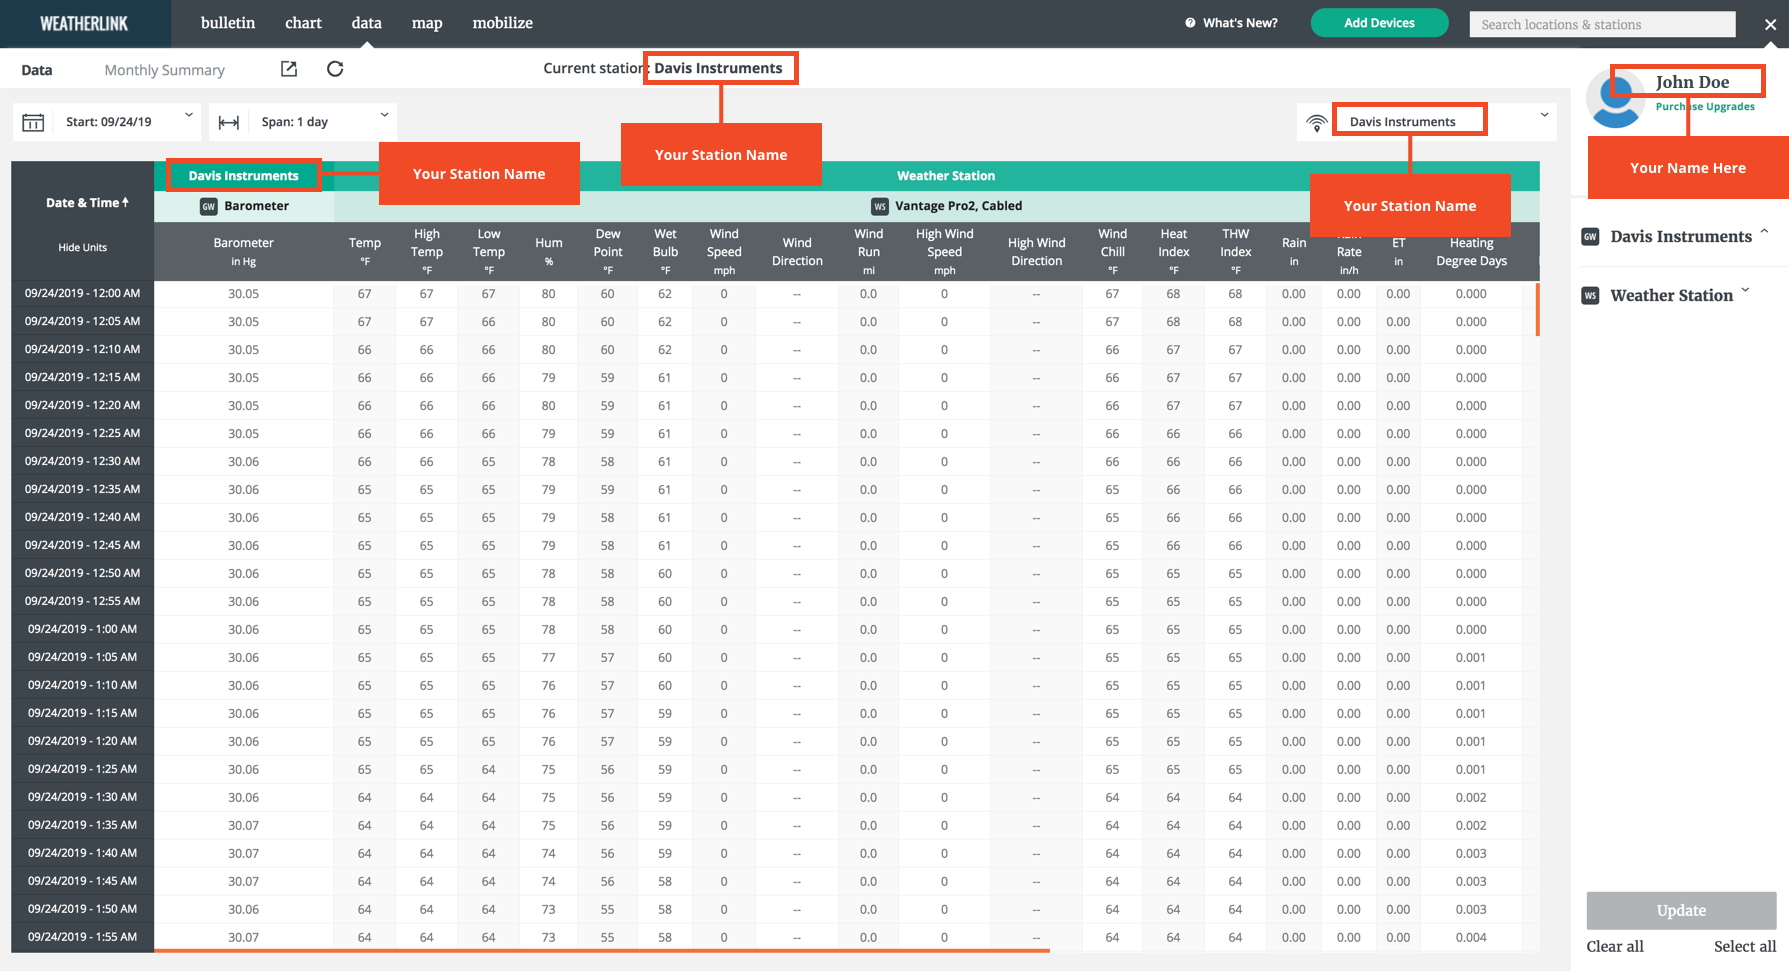 WEATHERLINK bulletin chart data map mobilize What's New? Add Devices Search locations & stations
Data Monthly Summary Current station: Davis Instruments
John Doe
Purchase Upgrades
Start: 09/24/19 Span: 1 day Davis Instruments
Your Station Name
Your Station Name
Your Station Name
Your Name Here
Davis Instruments Weather Station
Date & Time
GW Barometer WS Vantage Pro2, Cabled
Hide Units
Barometer in Hg Temp °F High Temp °F Low Temp °F Hum % Dew Point °F Wet Bulb °F Wind Speed mph Wind Direction Wind Run mi High Wind Speed mph High Wind Direction Wind Chill °F Heat Index °F THW Index °F Rain in Rate in/h ET in Heating Degree Days
09/24/2019 - 12:00 AM 30.05 67 67 67 80 60 62 0 -- 0.0 0 -- 67 68 68 0.00 0.00 0.00 0.000
09/24/2019 - 12:05 AM 30.05 67 67 66 80 60 62 0 -- 0.0 0 -- 67 68 68 0.00 0.00 0.00 0.000
09/24/2019 - 12:10 AM 30.05 66 66 66 80 60 62 0 -- 0.0 0 -- 66 67 67 0.00 0.00 0.00 0.000
09/24/2019 - 12:15 AM 30.05 66 66 66 79 59 61 0 -- 0.0 0 -- 66 67 67 0.00 0.00 0.00 0.000
09/24/2019 - 12:20 AM 30.05 66 66 66 80 59 61 0 -- 0.0 0 -- 66 67 67 0.00 0.00 0.00 0.000
09/24/2019 - 12:25 AM 30.05 66 66 66 79 59 61 0 -- 0.0 0 -- 66 66 66 0.00 0.00 0.00 0.000
09/24/2019 - 12:30 AM 30.06 66 66 65 78 58 61 0 -- 0.0 0 -- 66 66 66 0.00 0.00 0.00 0.000
09/24/2019 - 12:35 AM 30.06 65 65 65 79 59 61 0 -- 0.0 0 -- 65 66 66 0.00 0.00 0.00 0.000
09/24/2019 - 12:40 AM 30.06 65 65 65 79 58 61 0 -- 0.0 0 -- 65 66 66 0.00 0.00 0.00 0.000
09/24/2019 - 12:45 AM 30.06 65 65 65 79 58 61 0 -- 0.0 0 -- 65 66 66 0.00 0.00 0.00 0.000
09/24/2019 - 12:50 AM 30.06 65 65 65 78 58 60 0 -- 0.0 0 -- 65 65 65 0.00 0.00 0.00 0.000
09/24/2019 - 12:55 AM 30.06 65 65 65 78 58 60 0 -- 0.0 0 -- 65 65 65 0.00 0.00 0.00 0.000
09/24/2019 - 1:00 AM 30.06 65 65 65 78 58 60 0 -- 0.0 0 -- 65 65 65 0.00 0.00 0.00 0.000
09/24/2019 - 1:05 AM 30.06 65 65 65 77 57 60 0 -- 0.0 0 -- 65 65 65 0.00 0.00 0.00 0.001
09/24/2019 - 1:10 AM 30.06 65 65 65 76 57 60 0 -- 0.0 0 -- 65 65 65 0.00 0.00 0.00 0.001
09/24/2019 - 1:15 AM 30.06 65 65 65 76 57 59 0 -- 0.0 0 -- 65 65 65 0.00 0.00 0.00 0.001
09/24/2019 - 1:20 AM 30.06 65 65 65 76 57 59 0 -- 0.0 0 -- 65 65 65 0.00 0.00 0.00 0.001
09/24/2019 - 1:25 AM 30.06 65 65 64 75 56 59 0 -- 0.0 0 -- 65 65 65 0.00 0.00 0.00 0.001
09/24/2019 - 1:30 AM 30.06 64 64 64 75 56 59 0 -- 0.0 0 -- 64 64 64 0.00 0.00 0.00 0.002
09/24/2019 - 1:35 AM 30.07 64 64 64 75 56 59 0 -- 0.0 0 -- 64 64 64 0.00 0.00 0.00 0.002
09/24/2019 - 1:40 AM 30.07 64 64 64 74 56 59 0 -- 0.0 0 -- 64 64 64 0.00 0.00 0.00 0.003
09/24/2019 - 1:45 AM 30.07 64 64 64 74 56 58 0 -- 0.0 0 -- 64 64 64 0.00 0.00 0.00 0.003
09/24/2019 - 1:50 AM 30.06 64 64 64 73 55 58 0 -- 0.0 0 -- 64 64 64 0.00 0.00 0.00 0.003
09/24/2019 - 1:55 AM 30.07 64 64 64 73 55 58 0 -- 0.0 0 -- 64 64 64 0.00 0.00 0.00 0.004
GW Davis Instruments
WS Weather Station
Update
Clear all Select all